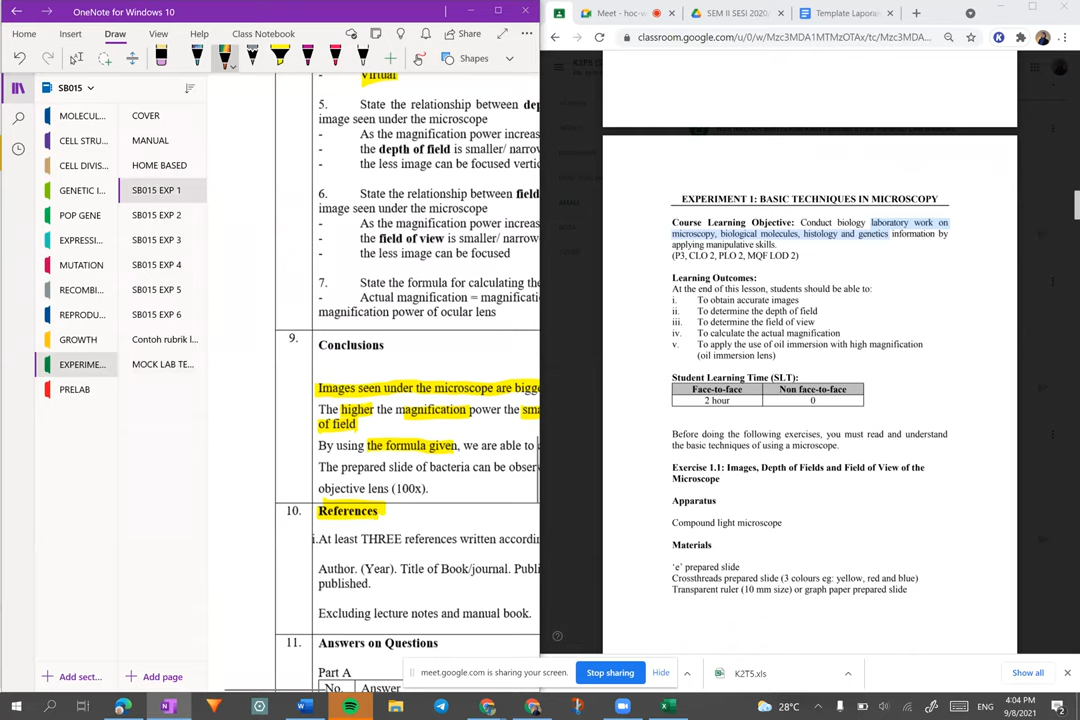 OneNote for Windows 10
Home
Insert
Draw
View
Help
Class Notebook
Share
Shapes
SB015
MOLECUL...
CELL STRU...
CELL DIVIS...
GENETIC I...
POP GENE
EXPRESSI...
MUTATION
RECOMBI...
REPRODU...
GROWTH
EXPERIME...
PRELAB
COVER
MANUAL
HOME BASED
SB015 EXP 1
SB015 EXP 2
SB015 EXP 3
SB015 EXP 4
SB015 EXP 5
SB015 EXP 6
Contoh rubrik l...
MOCK LAB TE...
Add sect...
Add page
- Virtual
5. State the relationship between dep
image seen under the microscope
- As the magnification power increas
- the depth of field is smaller/ narrow
- the less image can be focused vertic
6. State the relationship between field
image seen under the microscope
- As the magnification power increas
- the field of view is smaller/ narrowe
- the less image can be focused
7. State the formula for calculating the
- Actual magnification = magnificati
magnification power of ocular lens
9. Conclusions
Images seen under the microscope are bigge
The higher the magnification power the sma
of field
By using the formula given, we are able to
The prepared slide of bacteria can be obser
objective lens (100x).
10. References
i.At least THREE references written accordin
Author. (Year). Title of Book/journal. Publi
published.
Excluding lecture notes and manual book.
11. Answers on Questions
Part A
No. Answer
Meet - hoc-w
SEM II SESI 2020/
Template Lapora
classroom.google.com/u/0/w/Mzc3MDA1MTMzOTAx/tc/Mzc3MDA...
EXPERIMENT 1: BASIC TECHNIQUES IN MICROSCOPY
Course Learning Objective: Conduct biology laboratory work on
microscopy, biological molecules, histology and genetics information by
applying manipulative skills.
(P3, CLO 2, PLO 2, MQF LOD 2)
Learning Outcomes:
At the end of this lesson, students should be able to:
i. To obtain accurate images
ii. To determine the depth of field
iii. To determine the field of view
iv. To calculate the actual magnification
v. To apply the use of oil immersion with high magnification
(oil immersion lens)
Student Learning Time (SLT):
Face-to-face Non face-to-face
2 hour 0
Before doing the following exercises, you must read and understand
the basic techniques of using a microscope.
Exercise 1.1: Images, Depth of Fields and Field of View of the
Microscope
Apparatus
Compound light microscope
Materials
‘e’ prepared slide
Crossthreads prepared slide (3 colours eg: yellow, red and blue)
Transparent ruler (10 mm size) or graph paper prepared slide
meet.google.com is sharing your screen.
Stop sharing
Hide
K2T5.xls
Show all
28°C
ENG
4:04 PM
9/8/2021
2